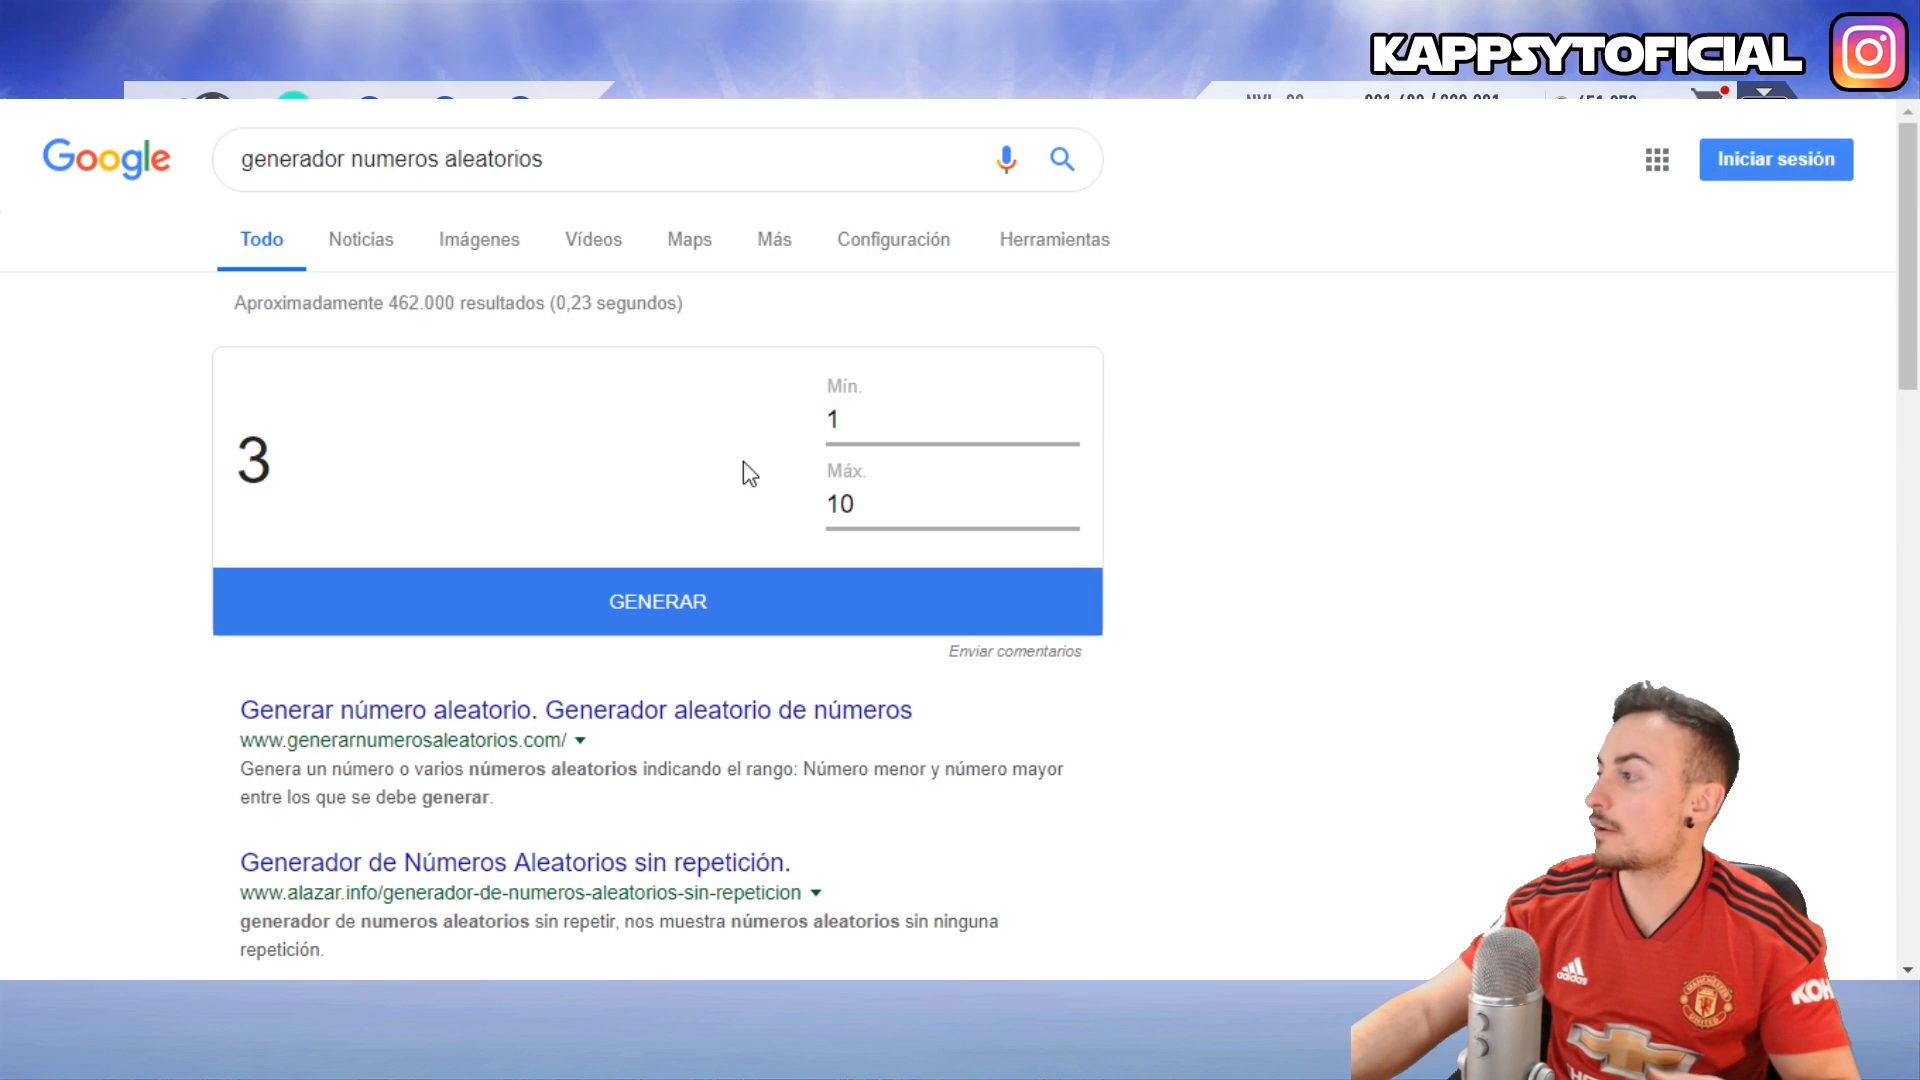 KAPPSYTOFICIAL
Google
generador numeros aleatorios
Iniciar sesión
Todo
Noticias
Imágenes
Vídeos
Maps
Más
Configuración
Herramientas
Aproximadamente 462.000 resultados (0,23 segundos)
Mín.
1
3
Máx.
10
GENERAR
Enviar comentarios
Generar número aleatorio. Generador aleatorio de números
www.generarnumerosaleatorios.com/
Genera un número o varios números aleatorios indicando el rango: Número menor y número mayor
entre los que se debe generar.
Generador de Números Aleatorios sin repetición.
www.alazar.info/generador-de-numeros-aleatorios-sin-repeticion
generador de numeros aleatorios sin repetir, nos muestra números aleatorios sin ninguna
repetición.
adidas
MANCHESTER
KOH